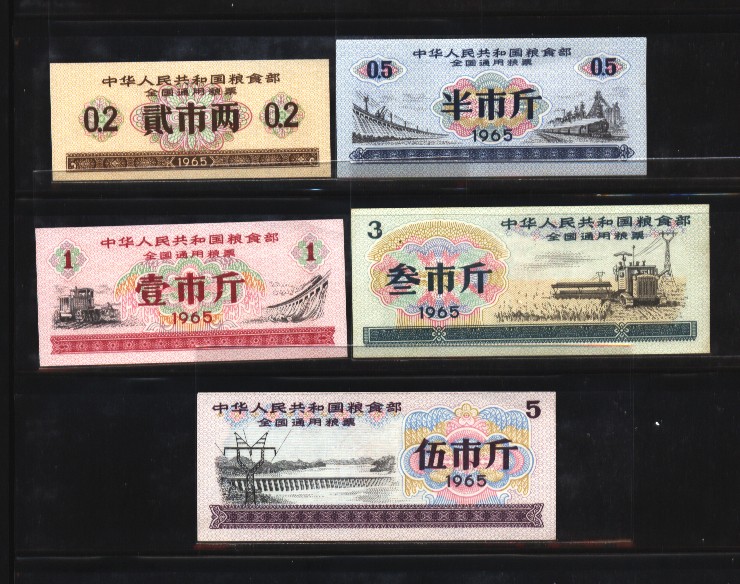 中华人民共和国粮食部
全国通用粮票
0.2 貳市两 0.2
1965
中华人民共和国粮食部
全国通用粮票
0.5 半市斤 0.5
1965
中华人民共和国粮食部
全国通用粮票
1 壹市斤 1
1965
3 中华人民共和国粮食部
全国通用粮票
叁市斤
1965
中华人民共和国粮食部 5
全国通用粮票
伍市斤
1965